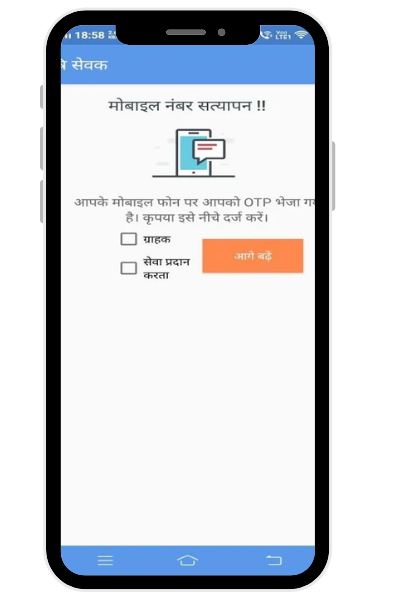 18:58
सेवक
मोबाइल नंबर सत्यापन !!
आपके मोबाइल फोन पर आपको OTP भेजा
है। कृपया इसे नीचे दर्ज करें।
ग्राहक
सेवा प्रदान
करता
आगे बढ़ें